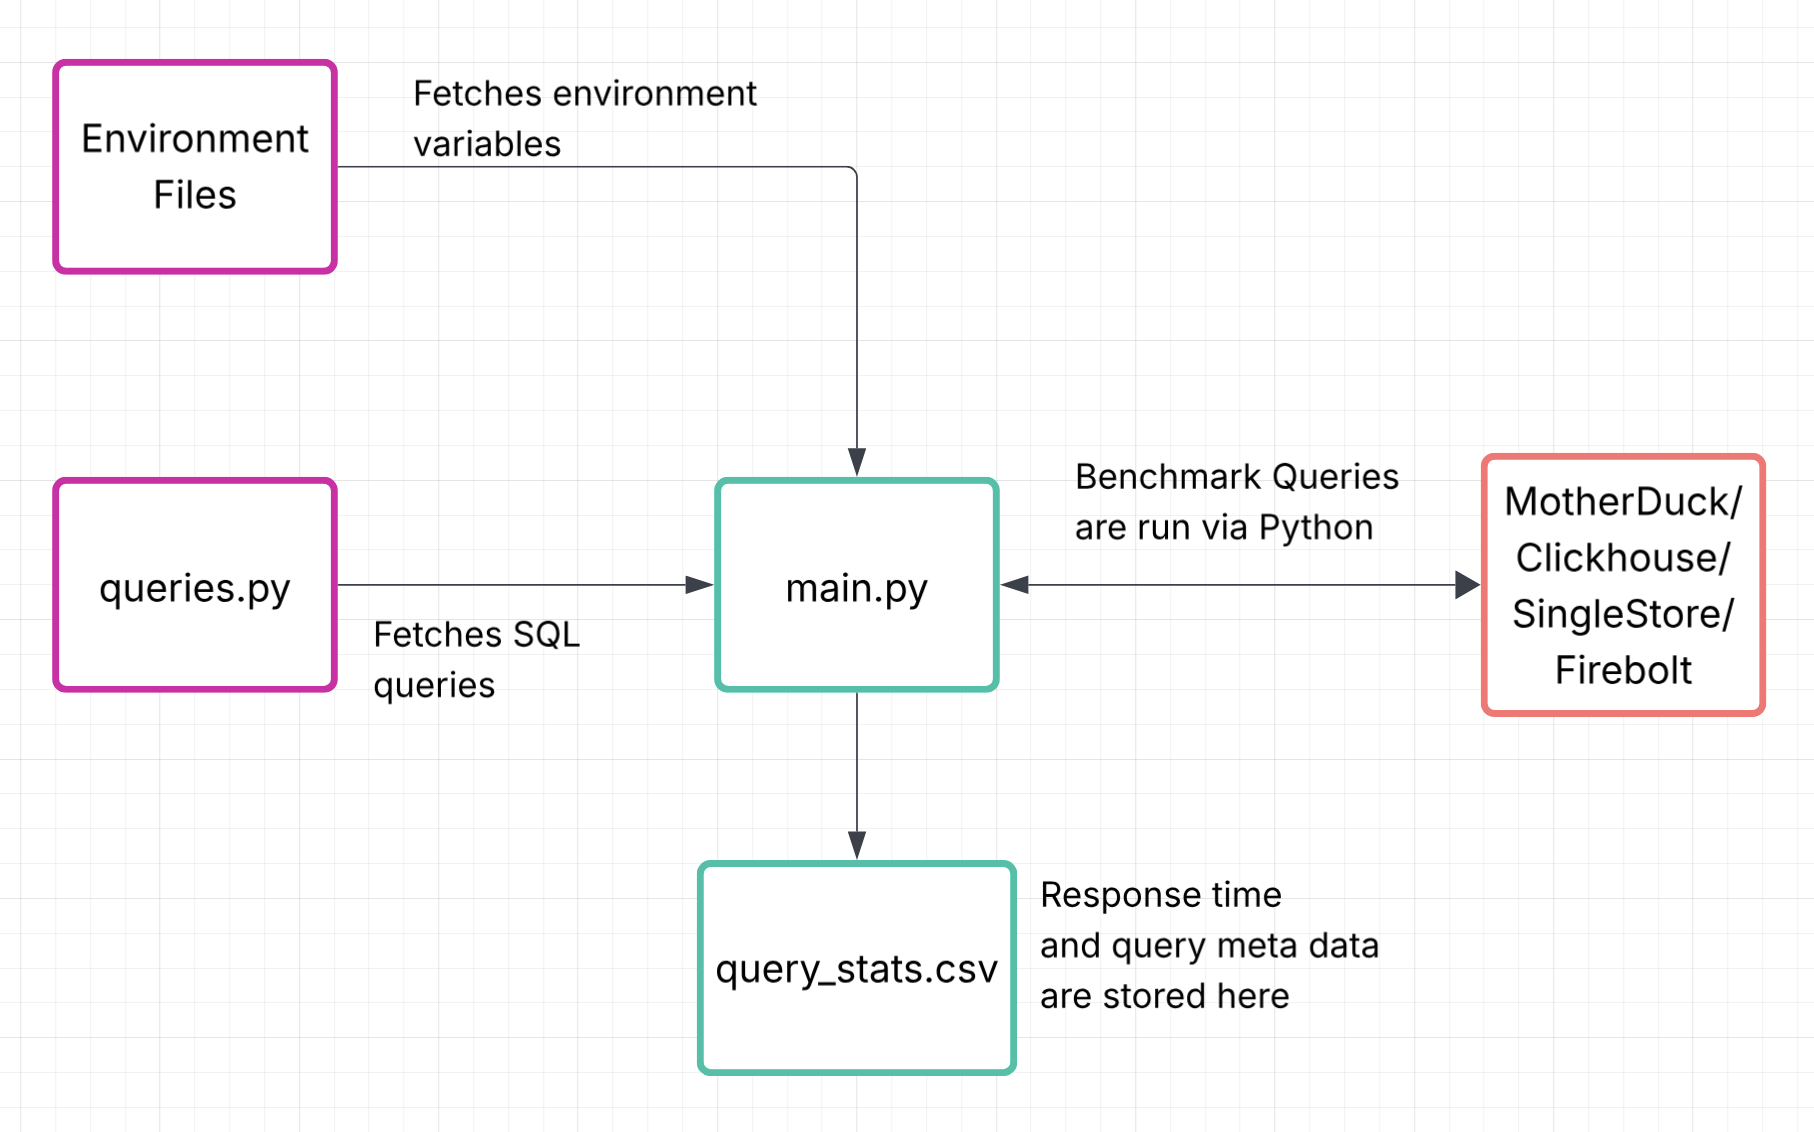 Environment
Files
Fetches environment
variables
queries.py
Fetches SQL
queries
main.py
Benchmark Queries
are run via Python
MotherDuck/
Clickhouse/
SingleStore/
Firebolt
query_stats.csv
Response time
and query meta data
are stored here